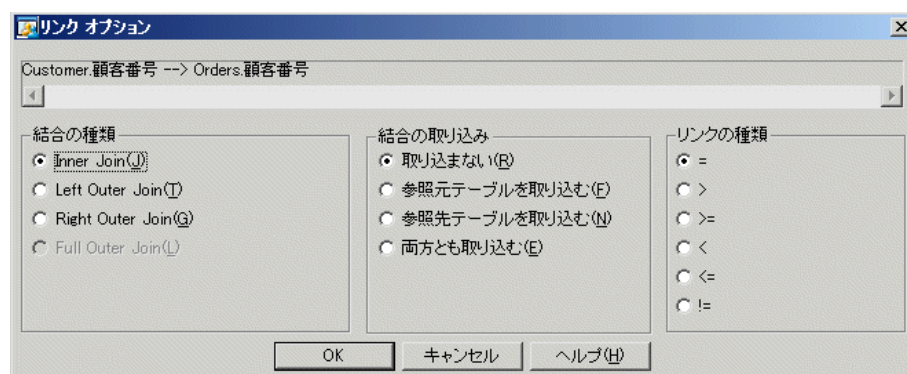 リンク オプション
Customer.顧客番号 --> Orders.顧客番号
結合の種類
Inner Join(J)
Left Outer Join(T)
Right Outer Join(G)
Full Outer Join(L)
結合の取り込み
取り込まない(R)
参照元テーブルを取り込む(F)
参照先テーブルを取り込む(N)
両方とも取り込む(E)
リンクの種類
=
>
>=
<
<=
!=
OK
キャンセル
ヘルプ(H)